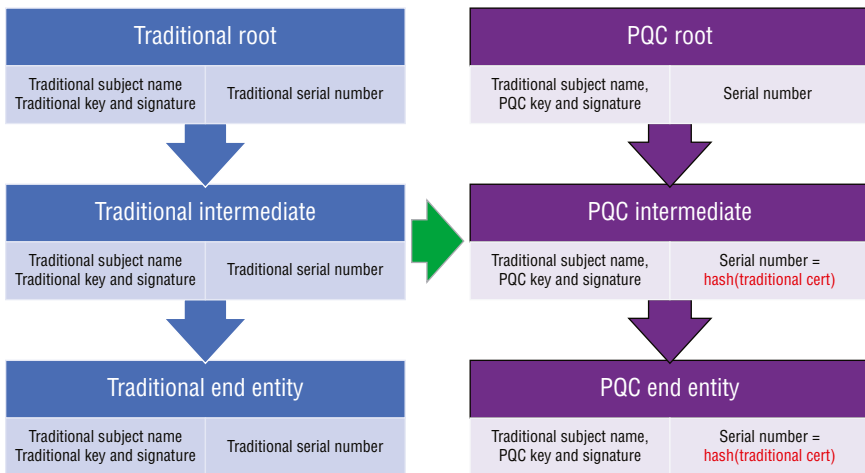 Traditional root
Traditional subject name
Traditional key and signature
Traditional serial number
PQC root
Traditional subject name,
PQC key and signature
Serial number
Traditional intermediate
Traditional subject name
Traditional key and signature
Traditional serial number
PQC intermediate
Traditional subject name,
PQC key and signature
Serial number =
hash(traditional cert)
Traditional end entity
Traditional subject name
Traditional key and signature
Traditional serial number
PQC end entity
Traditional subject name,
PQC key and signature
Serial number =
hash(traditional cert)